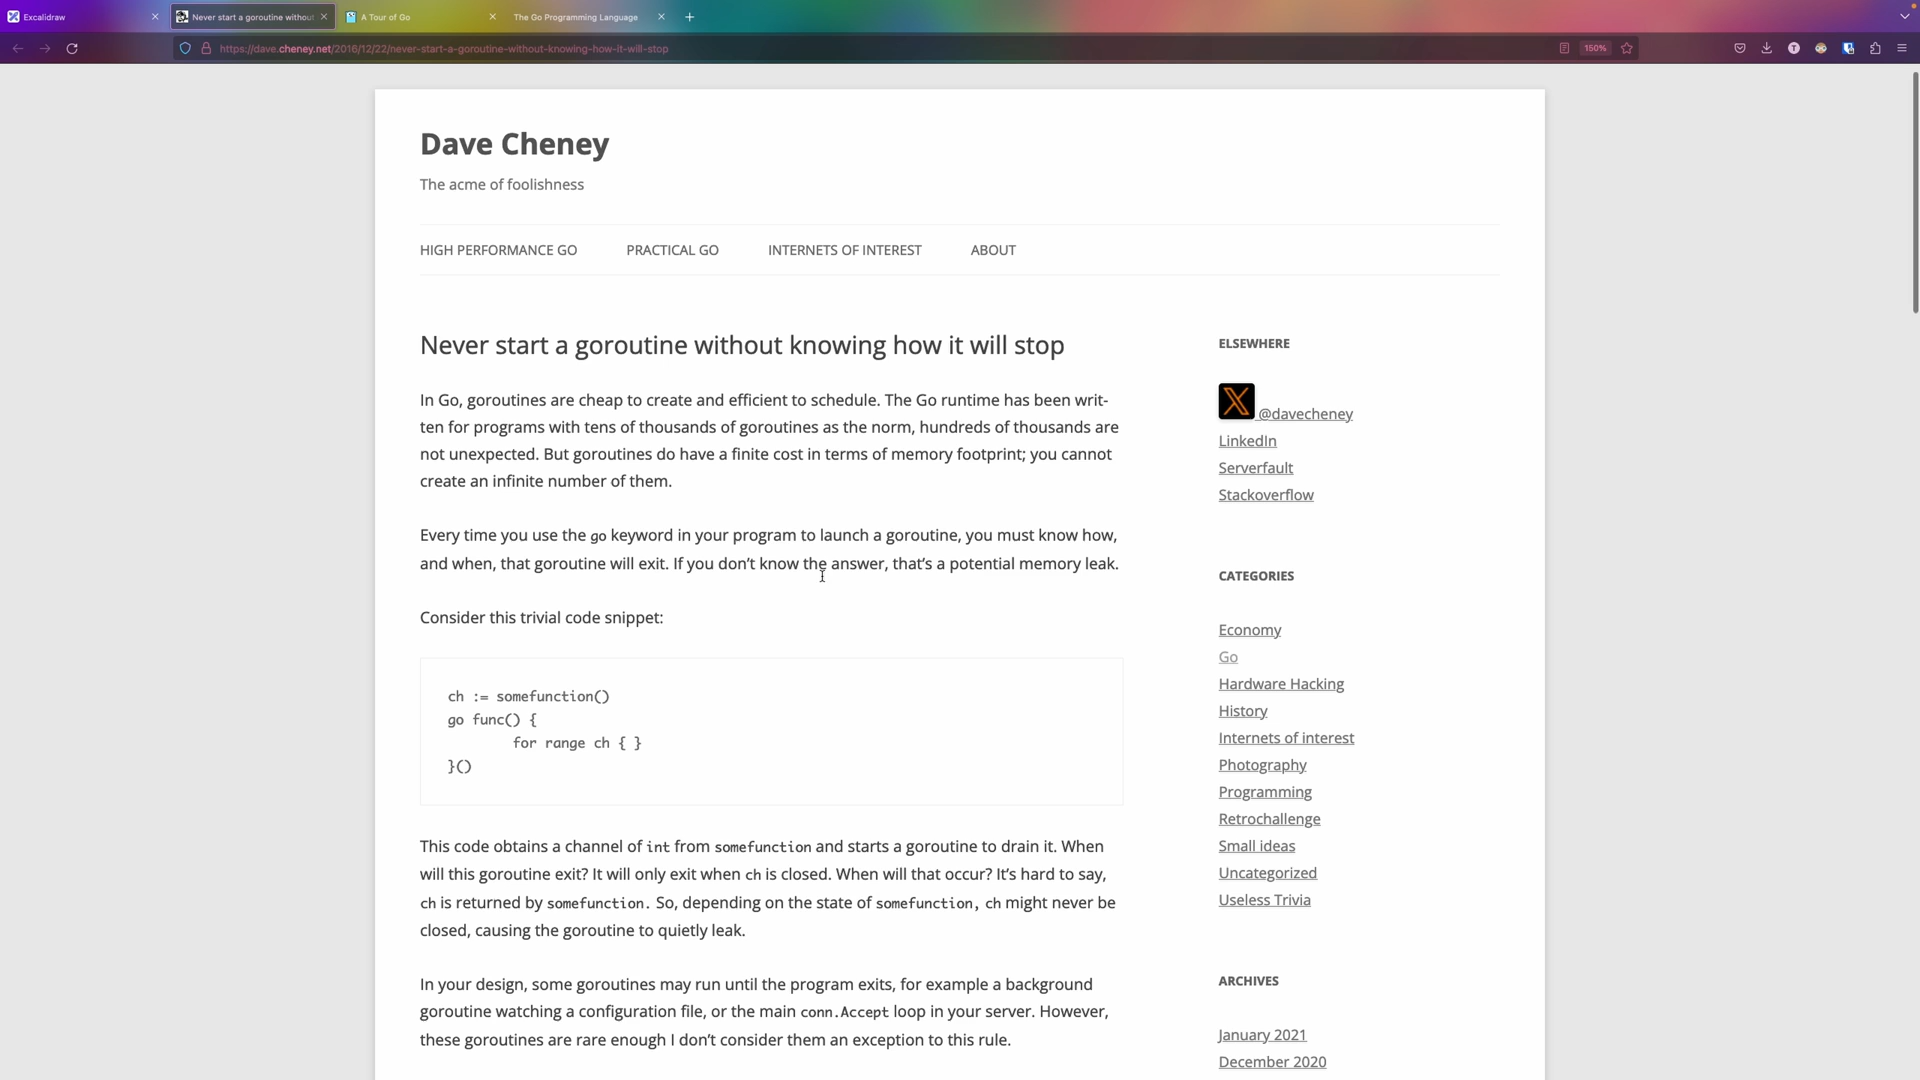 Excalidraw
Never start a goroutine withou
A Tour of Go
The Go Programming Language
https://dave.cheney.net/2016/12/22/never-start-a-goroutine-without-knowing-how-it-will-stop
150%
Dave Cheney
The acme of foolishness
HIGH PERFORMANCE GO
PRACTICAL GO
INTERNETS OF INTEREST
ABOUT
Never start a goroutine without knowing how it will stop
In Go, goroutines are cheap to create and efficient to schedule. The Go runtime has been writ-
ten for programs with tens of thousands of goroutines as the norm, hundreds of thousands are
not unexpected. But goroutines do have a finite cost in terms of memory footprint; you cannot
create an infinite number of them.
Every time you use the go keyword in your program to launch a goroutine, you must know how,
and when, that goroutine will exit. If you don’t know the answer, that’s a potential memory leak.
Consider this trivial code snippet:
ch := somefunction()
go func() {
        for range ch { }
}()
This code obtains a channel of int from somefunction and starts a goroutine to drain it. When
will this goroutine exit? It will only exit when ch is closed. When will that occur? It’s hard to say,
ch is returned by somefunction. So, depending on the state of somefunction, ch might never be
closed, causing the goroutine to quietly leak.
In your design, some goroutines may run until the program exits, for example a background
goroutine watching a configuration file, or the main conn.Accept loop in your server. However,
these goroutines are rare enough I don’t consider them an exception to this rule.
ELSEWHERE
@davecheney
LinkedIn
Serverfault
Stackoverflow
CATEGORIES
Economy
Go
Hardware Hacking
History
Internets of interest
Photography
Programming
Retrochallenge
Small ideas
Uncategorized
Useless Trivia
ARCHIVES
January 2021
December 2020